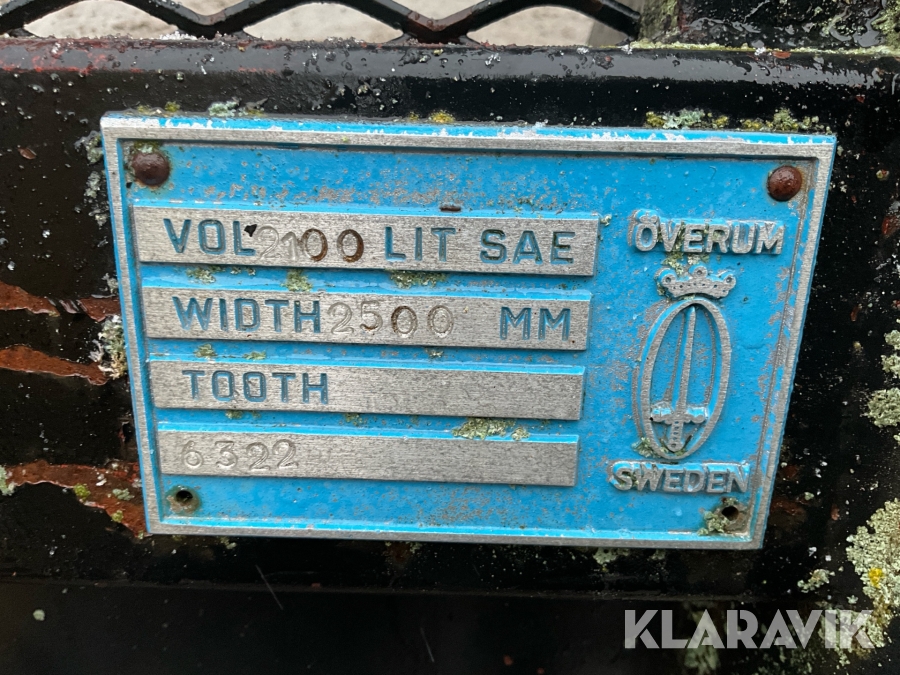 VOL 2100 LIT SAE
WIDTH 2500 MM
TOOTH
6322
ÖVERUM
SWEDEN
KLARAVIK